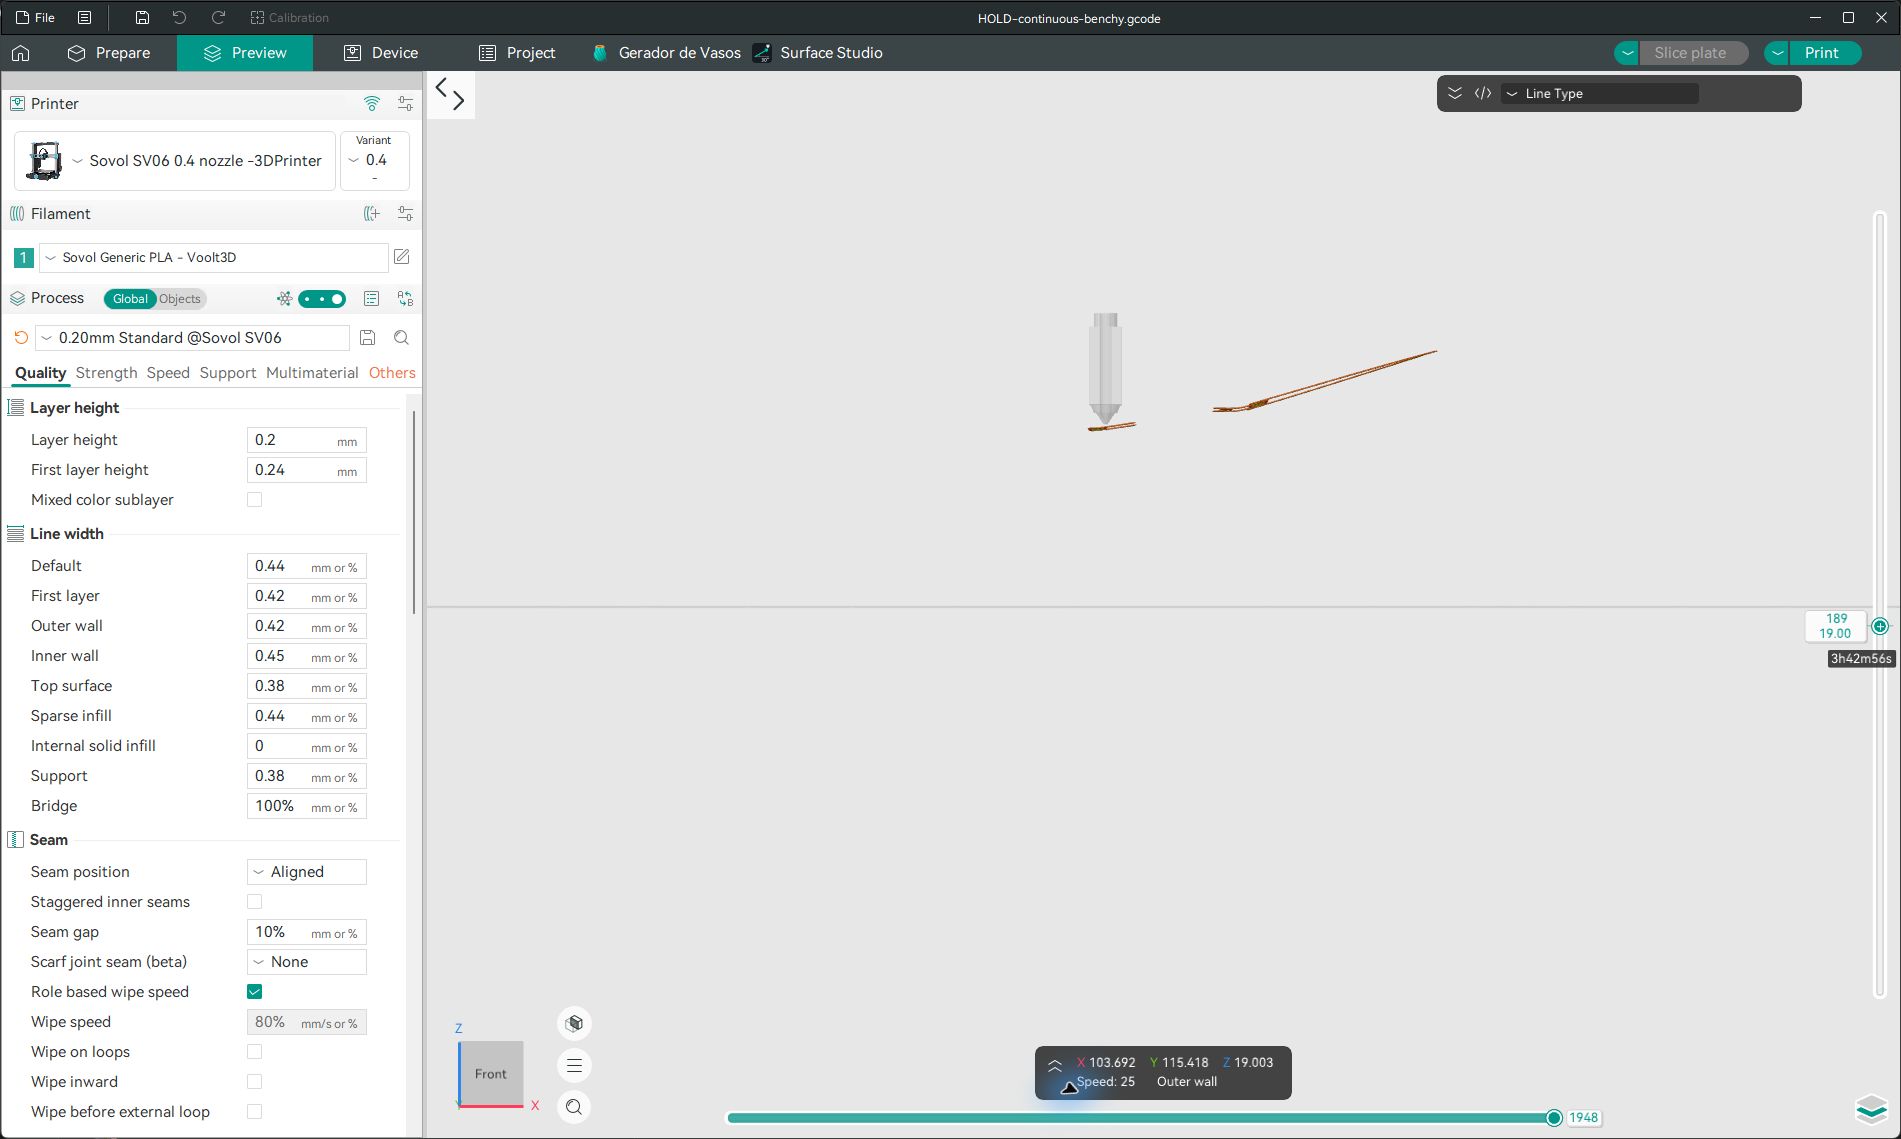 File
Calibration
HOLD-continuous-benchy.gcode
Prepare
Preview
Device
Project
Gerador de Vasos
Surface Studio
Slice plate
Print
Printer
Sovol SV06 0.4 nozzle -3DPrinter
Variant
0.4
-
Filament
1
Sovol Generic PLA - Voolt3D
Process
Global
Objects
0.20mm Standard @Sovol SV06
Quality
Strength
Speed
Support
Multimaterial
Others
Layer height
Layer height 0.2 mm
First layer height 0.24 mm
Mixed color sublayer
Line width
Default 0.44 mm or %
First layer 0.42 mm or %
Outer wall 0.42 mm or %
Inner wall 0.45 mm or %
Top surface 0.38 mm or %
Sparse infill 0.44 mm or %
Internal solid infill 0 mm or %
Support 0.38 mm or %
Bridge 100% mm or %
Seam
Seam position Aligned
Staggered inner seams
Seam gap 10% mm or %
Scarf joint seam (beta) None
Role based wipe speed
Wipe speed 80% mm/s or %
Wipe on loops
Wipe inward
Wipe before external loop
Line Type
189
19.00
3h42m56s
Z
Front
Y
X
X 103.692 Y 115.418 Z 19.003
Speed: 25 Outer wall
1948